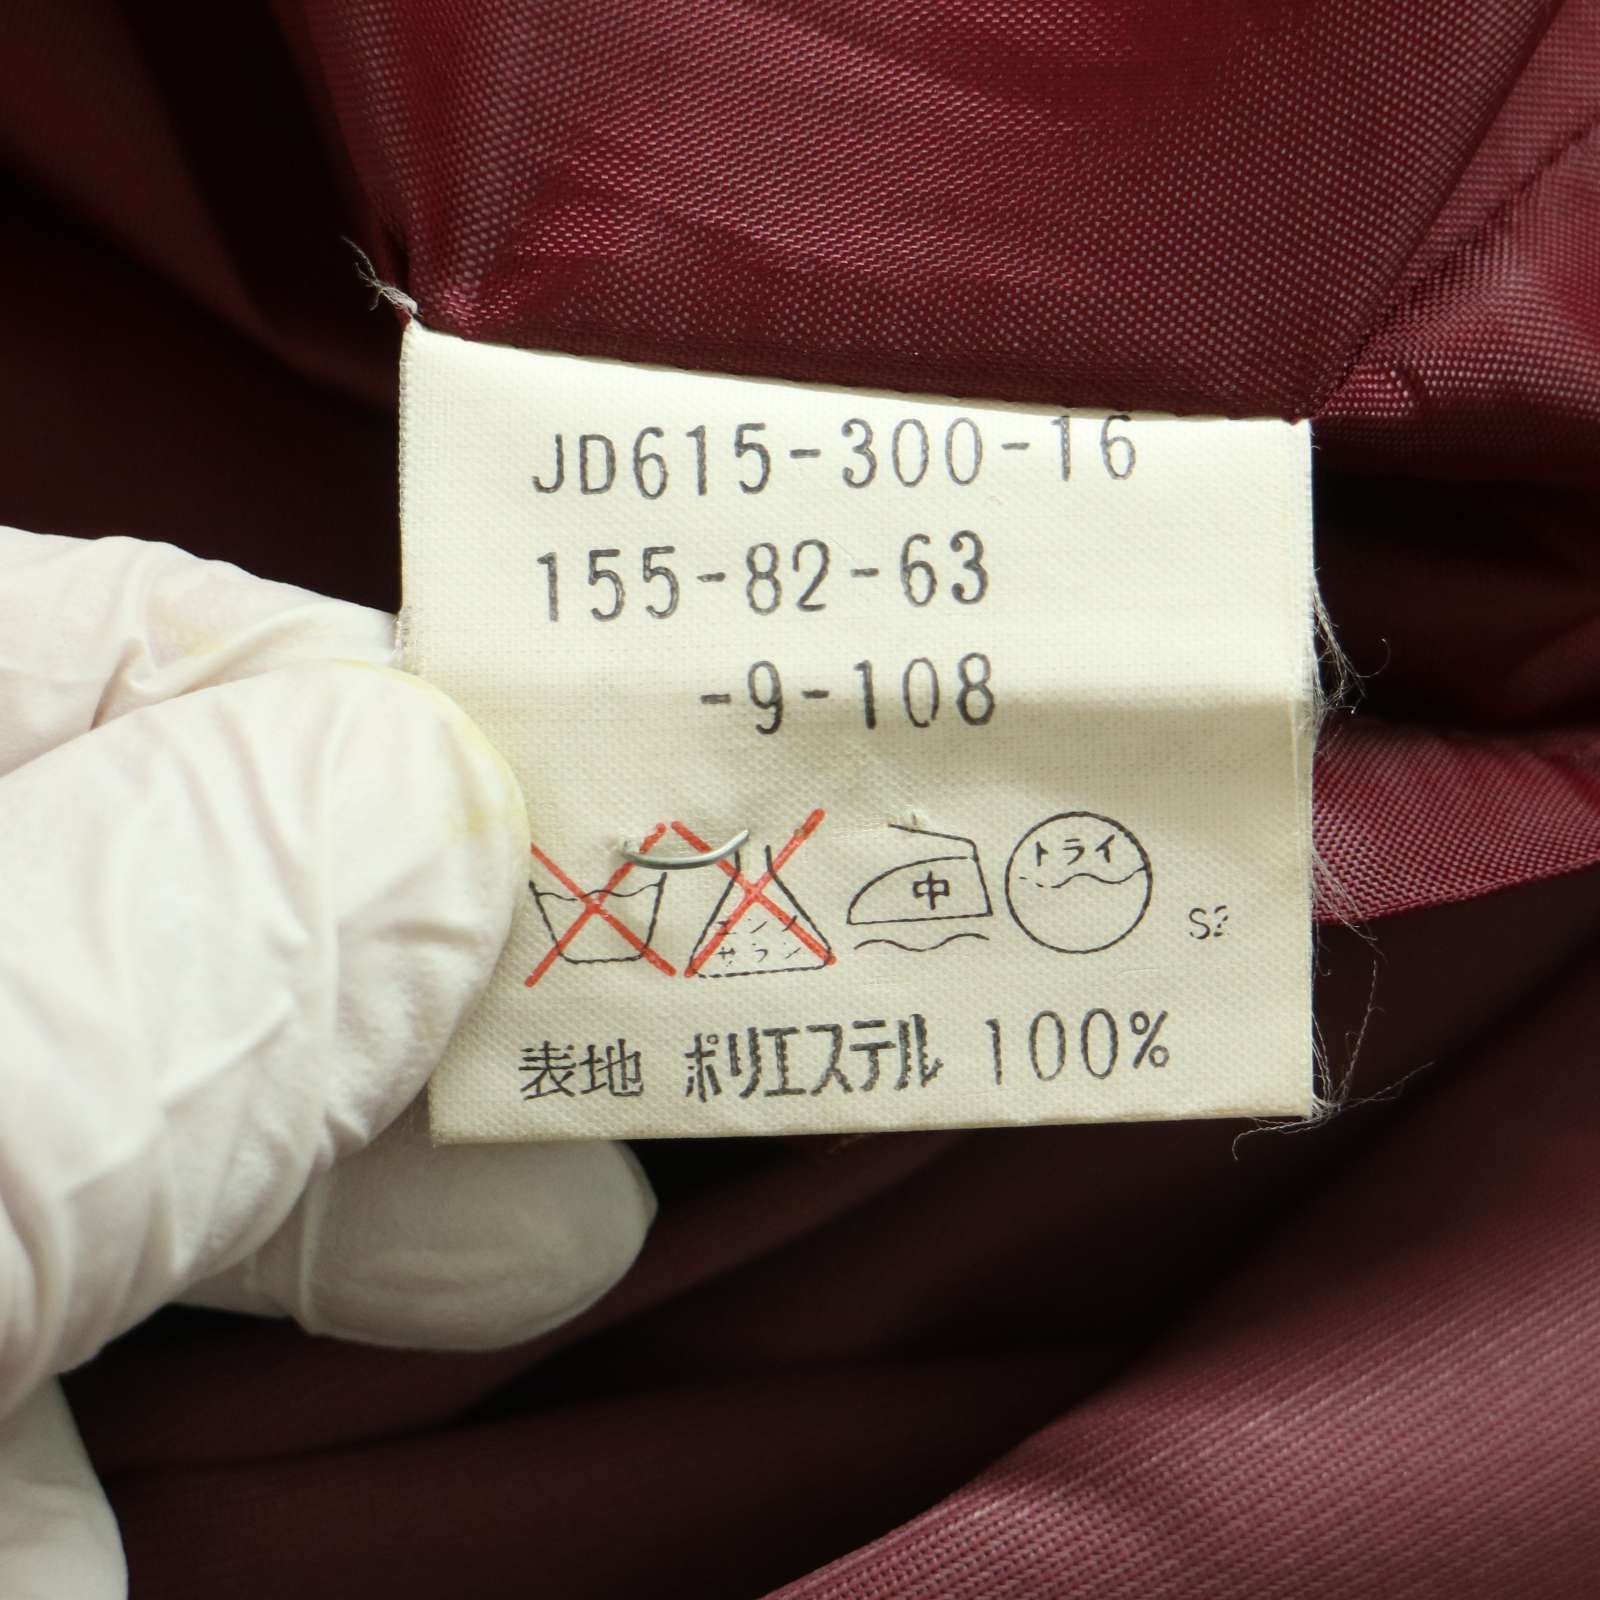 JD615-300-16
155-82-63
-9-108
エンソ
サラシ
中
ドライ
表地 ポリエステル 100%